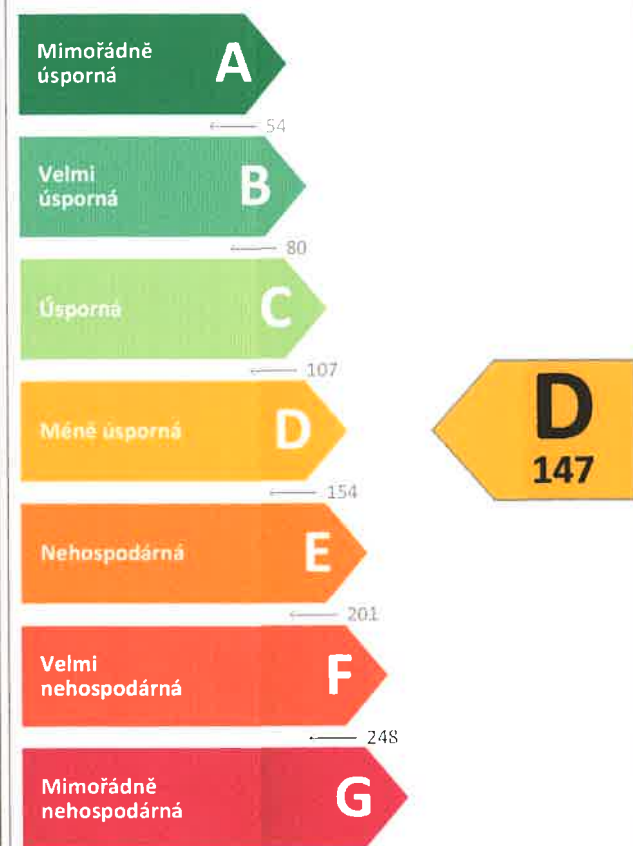 Mimořádně
úsporná
A
54
Velmi
úsporná
B
80
Úsporná
C
107
Méně úsporná
D
D
147
154
Nehospodárná
E
201
Velmi
nehospodárná
F
248
Mimořádně
nehospodárná
G